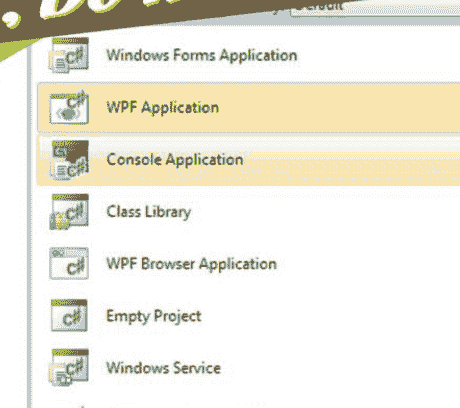 Default
Windows Forms Application
WPF Application
Console Application
Class Library
WPF Browser Application
Empty Project
Windows Service